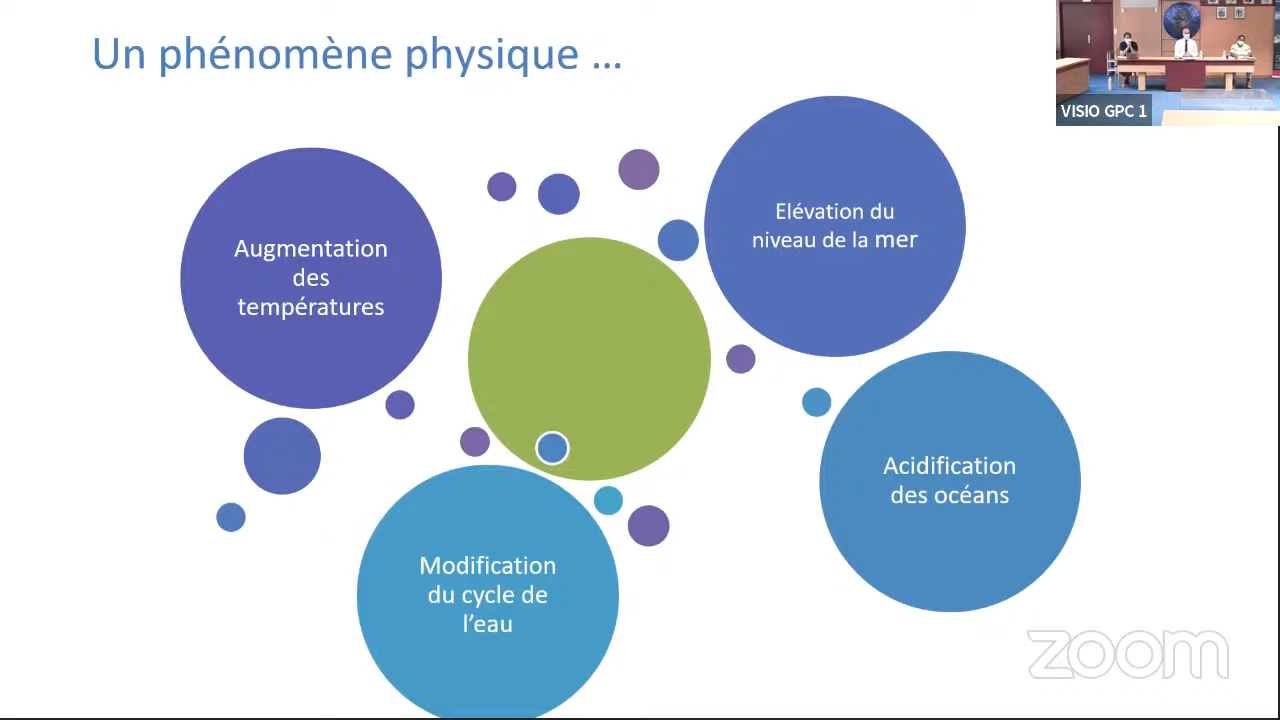 Un phénomène physique ...
VISIO GPC 1
Elévation du
niveau de la mer
Augmentation
des
températures
Acidification
des océans
Modification
du cycle de
l’eau
zoom